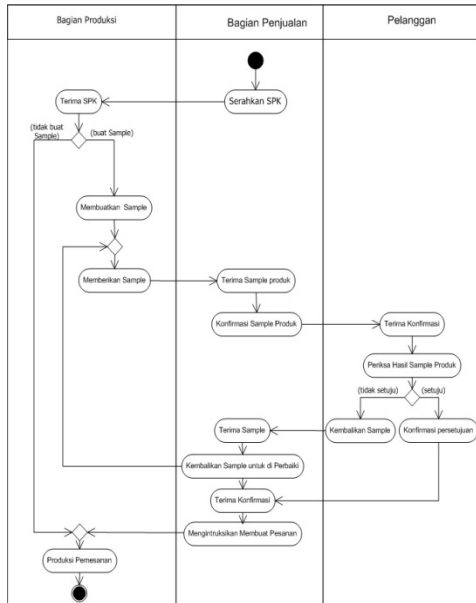 Bagian Produksi
Bagian Penjualan
Pelanggan
Serahkan SPK
Terima SPK
(tidak buat
Sample)
(buat Sample)
Membuatkan Sample
Memberikan Sample
Terima Sample produk
Konfirmasi Sample Produk
Terima Konfirmasi
Periksa Hasil Sample Produk
(tidak setuju)
(setuju)
Terima Sample
Kembalikan Sample
Konfirmasi persetujuan
Kembalikan Sample untuk di Perbaiki
Terima Konfirmasi
Mengintruksikan Membuat Pesanan
Produksi Pemesanan